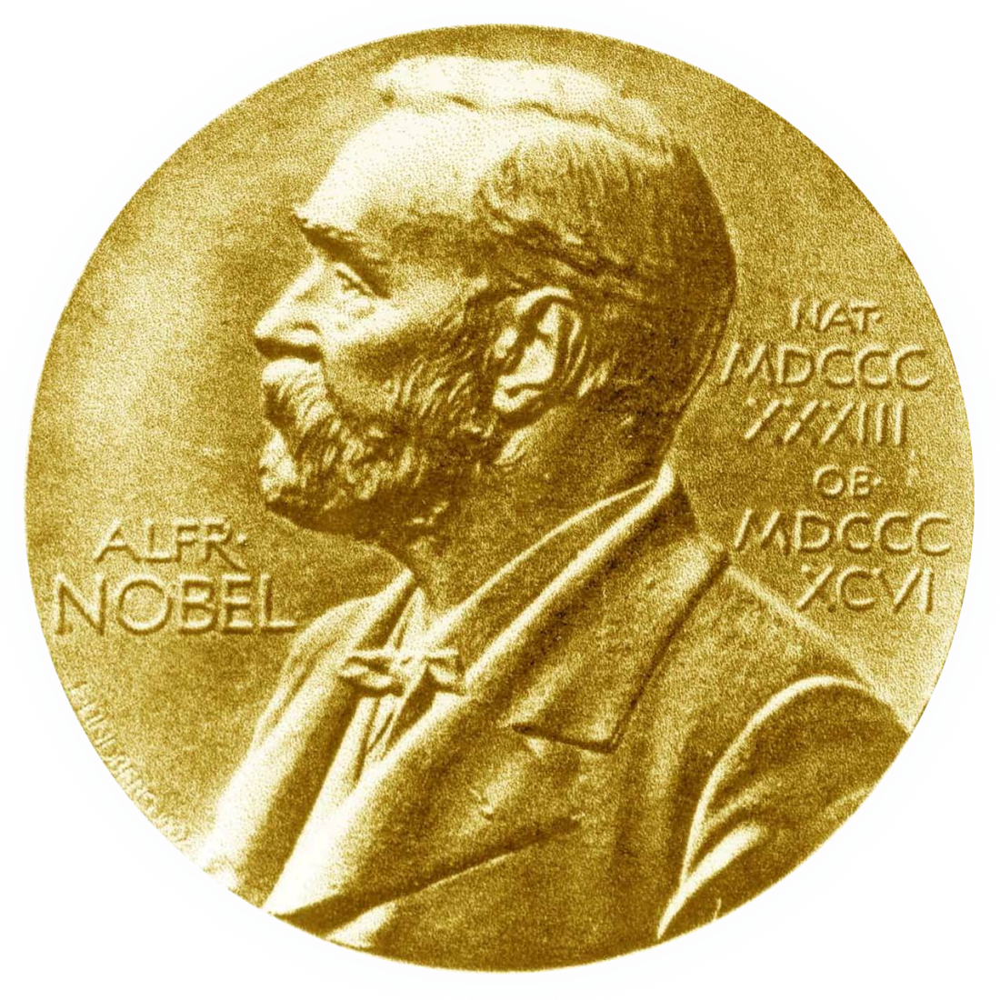 ALFR·
NOBEL
NAT·
MDCCC
XXXIII
OB·
MDCCC
XCVI